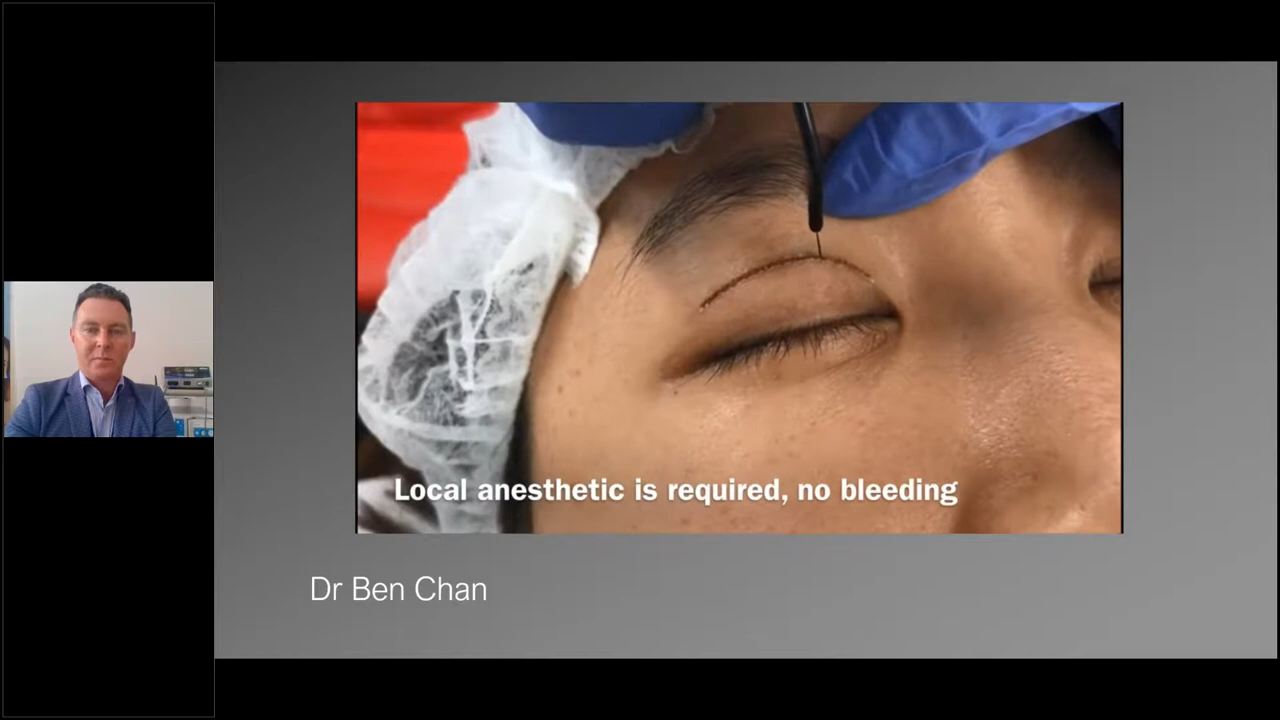 Local anesthetic is required, no bleeding
Dr Ben Chan